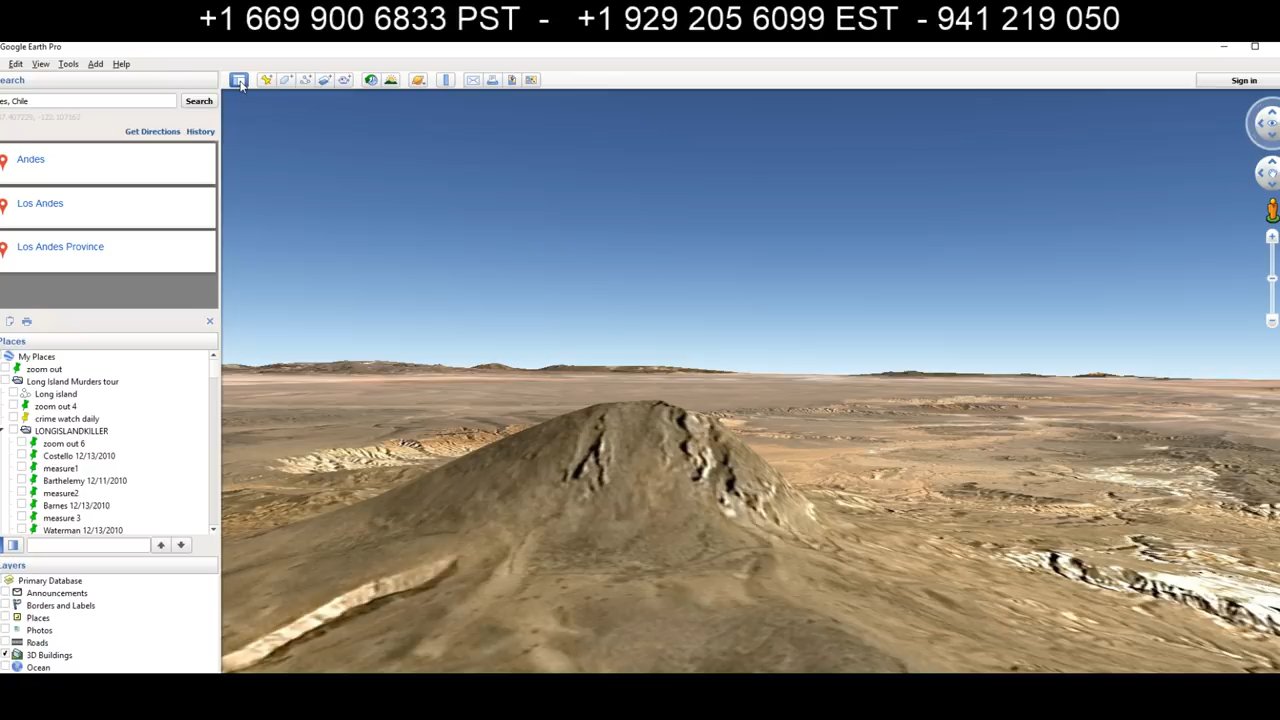 +1 669 900 6833 PST - +1 929 205 6099 EST - 941 219 050
Google Earth Pro
Edit Tools Add Help
earch
Sign in
es, Chile
Search
Get Directions History
Andes
Los Andes
Los Andes Province
Places
My Places
zoom out
Long Island Murders tour
Long island
zoom out 4
crime watch daily
LONGISLANDKILLER
zoom out 6
Costello 12/13/2010
measure1
Barthelemy 12/11/2010
measure2
Barnes 12/13/2010
measure 3
Waterman 12/13/2010
Layers
Primary Database
Announcements
Borders and Labels
Places
Photos
Roads
3D Buildings
Ocean